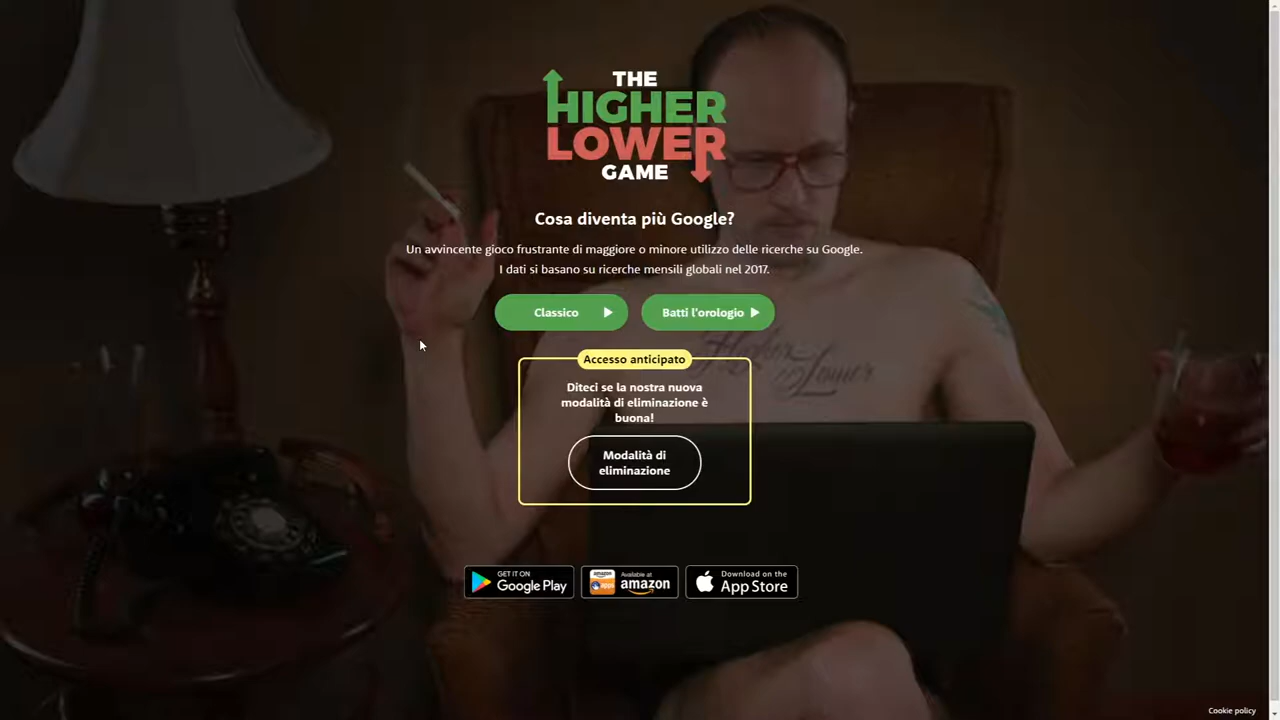 THE
HIGHER
LOWER
GAME
Cosa diventa più Google?
Un avvincente gioco frustrante di maggiore o minore utilizzo delle ricerche su Google.
I dati si basano su ricerche mensili globali nel 2017.
Classico
Batti l'orologio
Accesso anticipato
Diteci se la nostra nuova
modalità di eliminazione è
buona!
Modalità di
eliminazione
Higher
Lower
GET IT ON
Google Play
Available at
amazon
Download on the
App Store
Cookie policy